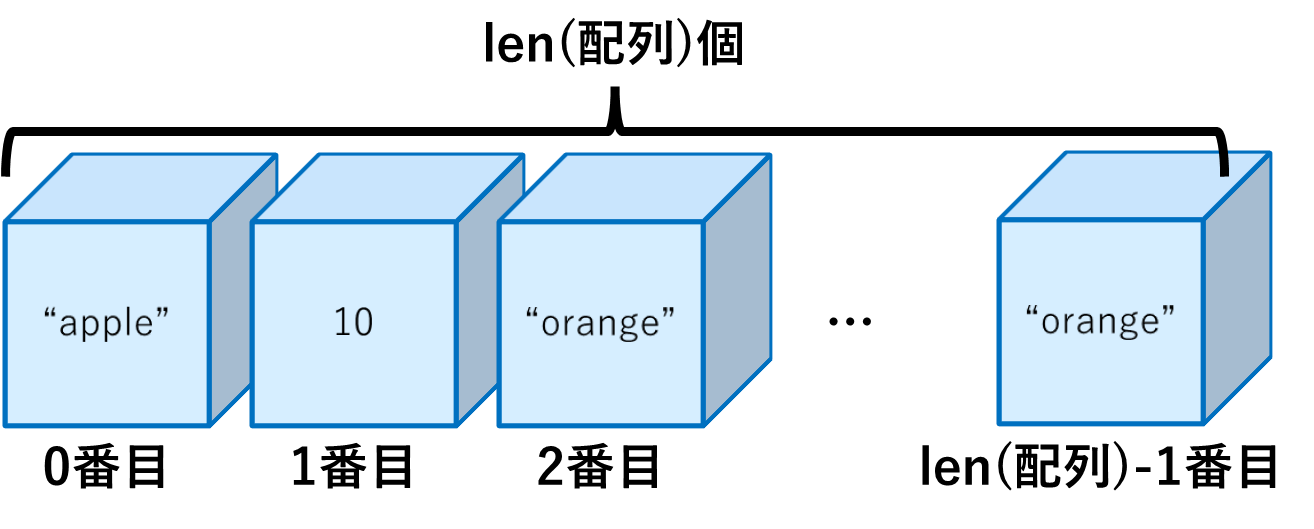 len(配列)個
“apple”
10
“orange”
…
“orange”
0番目
1番目
2番目
len(配列)-1番目